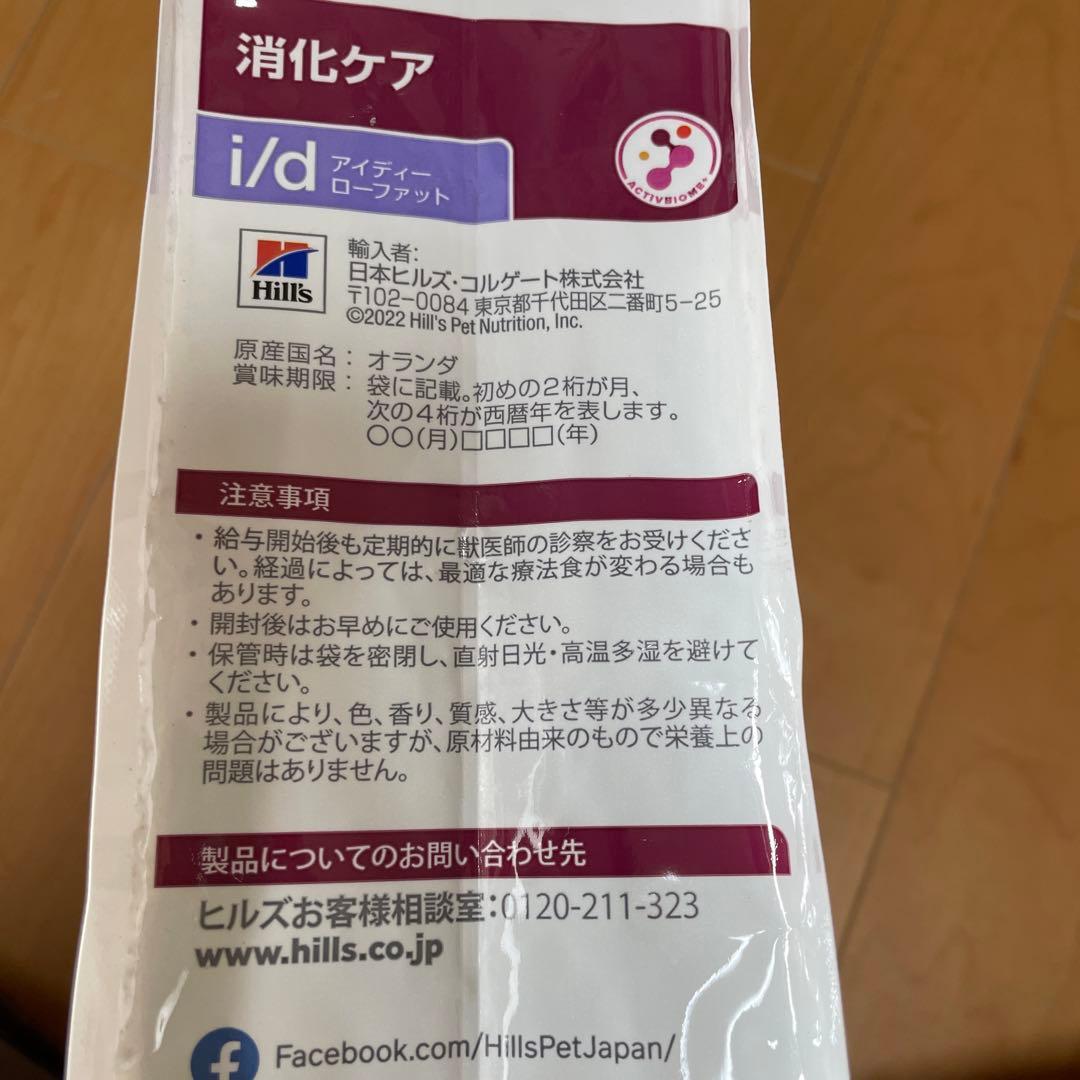 消化ケア
i/d アイディー
ローファット
ACTIVBIOME+
Hill's
輸入者:
日本ヒルズ・コルゲート株式会社
〒102-0084 東京都千代田区二番町5-25
©2022 Hill's Pet Nutrition, Inc.
原産国名: オランダ
賞味期限: 袋に記載。初めの2桁が月、
次の4桁が西暦年を表します。
〇〇(月)□□□□(年)
注意事項
・給与開始後も定期的に獣医師の診察をお受けくださ
い。経過によっては、最適な療法食が変わる場合も
あります。
・開封後はお早めにご使用ください。
・保管時は袋を密閉し、直射日光・高温多湿を避けて
ください。
・製品により、色、香り、質感、大きさ等が多少異なる
場合がございますが、原材料由来のもので栄養上の
問題はありません。
製品についてのお問い合わせ先
ヒルズお客様相談室:0120-211-323
www.hills.co.jp
Facebook.com/HillsPetJapan/